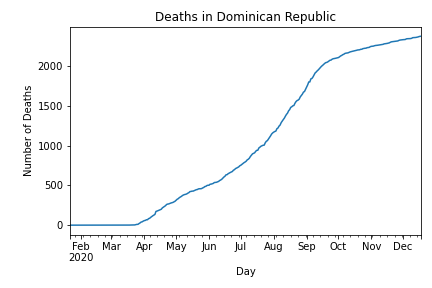 Deaths in Dominican Republic
Number of Deaths
2000
1500
1000
500
0
Feb Mar Apr May Jun Jul Aug Sep Oct Nov Dec
2020
Day